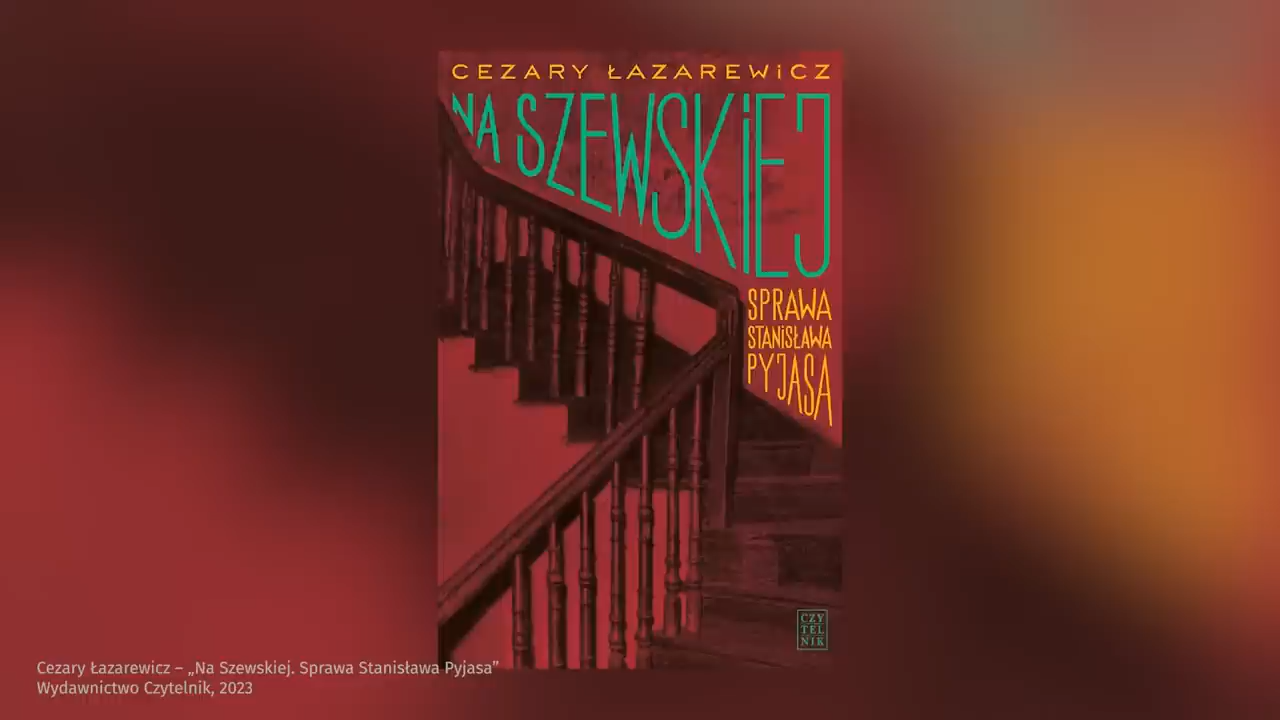 CEZARY ŁAZAREWiCZ
NA SZEWSKiEJ
SPRAWA
STANiSŁAWA
PYJASA
CZY
TEL
NIK
Cezary Łazarewicz – „Na Szewskiej. Sprawa Stanisława Pyjasa”
Wydawnictwo Czytelnik, 2023